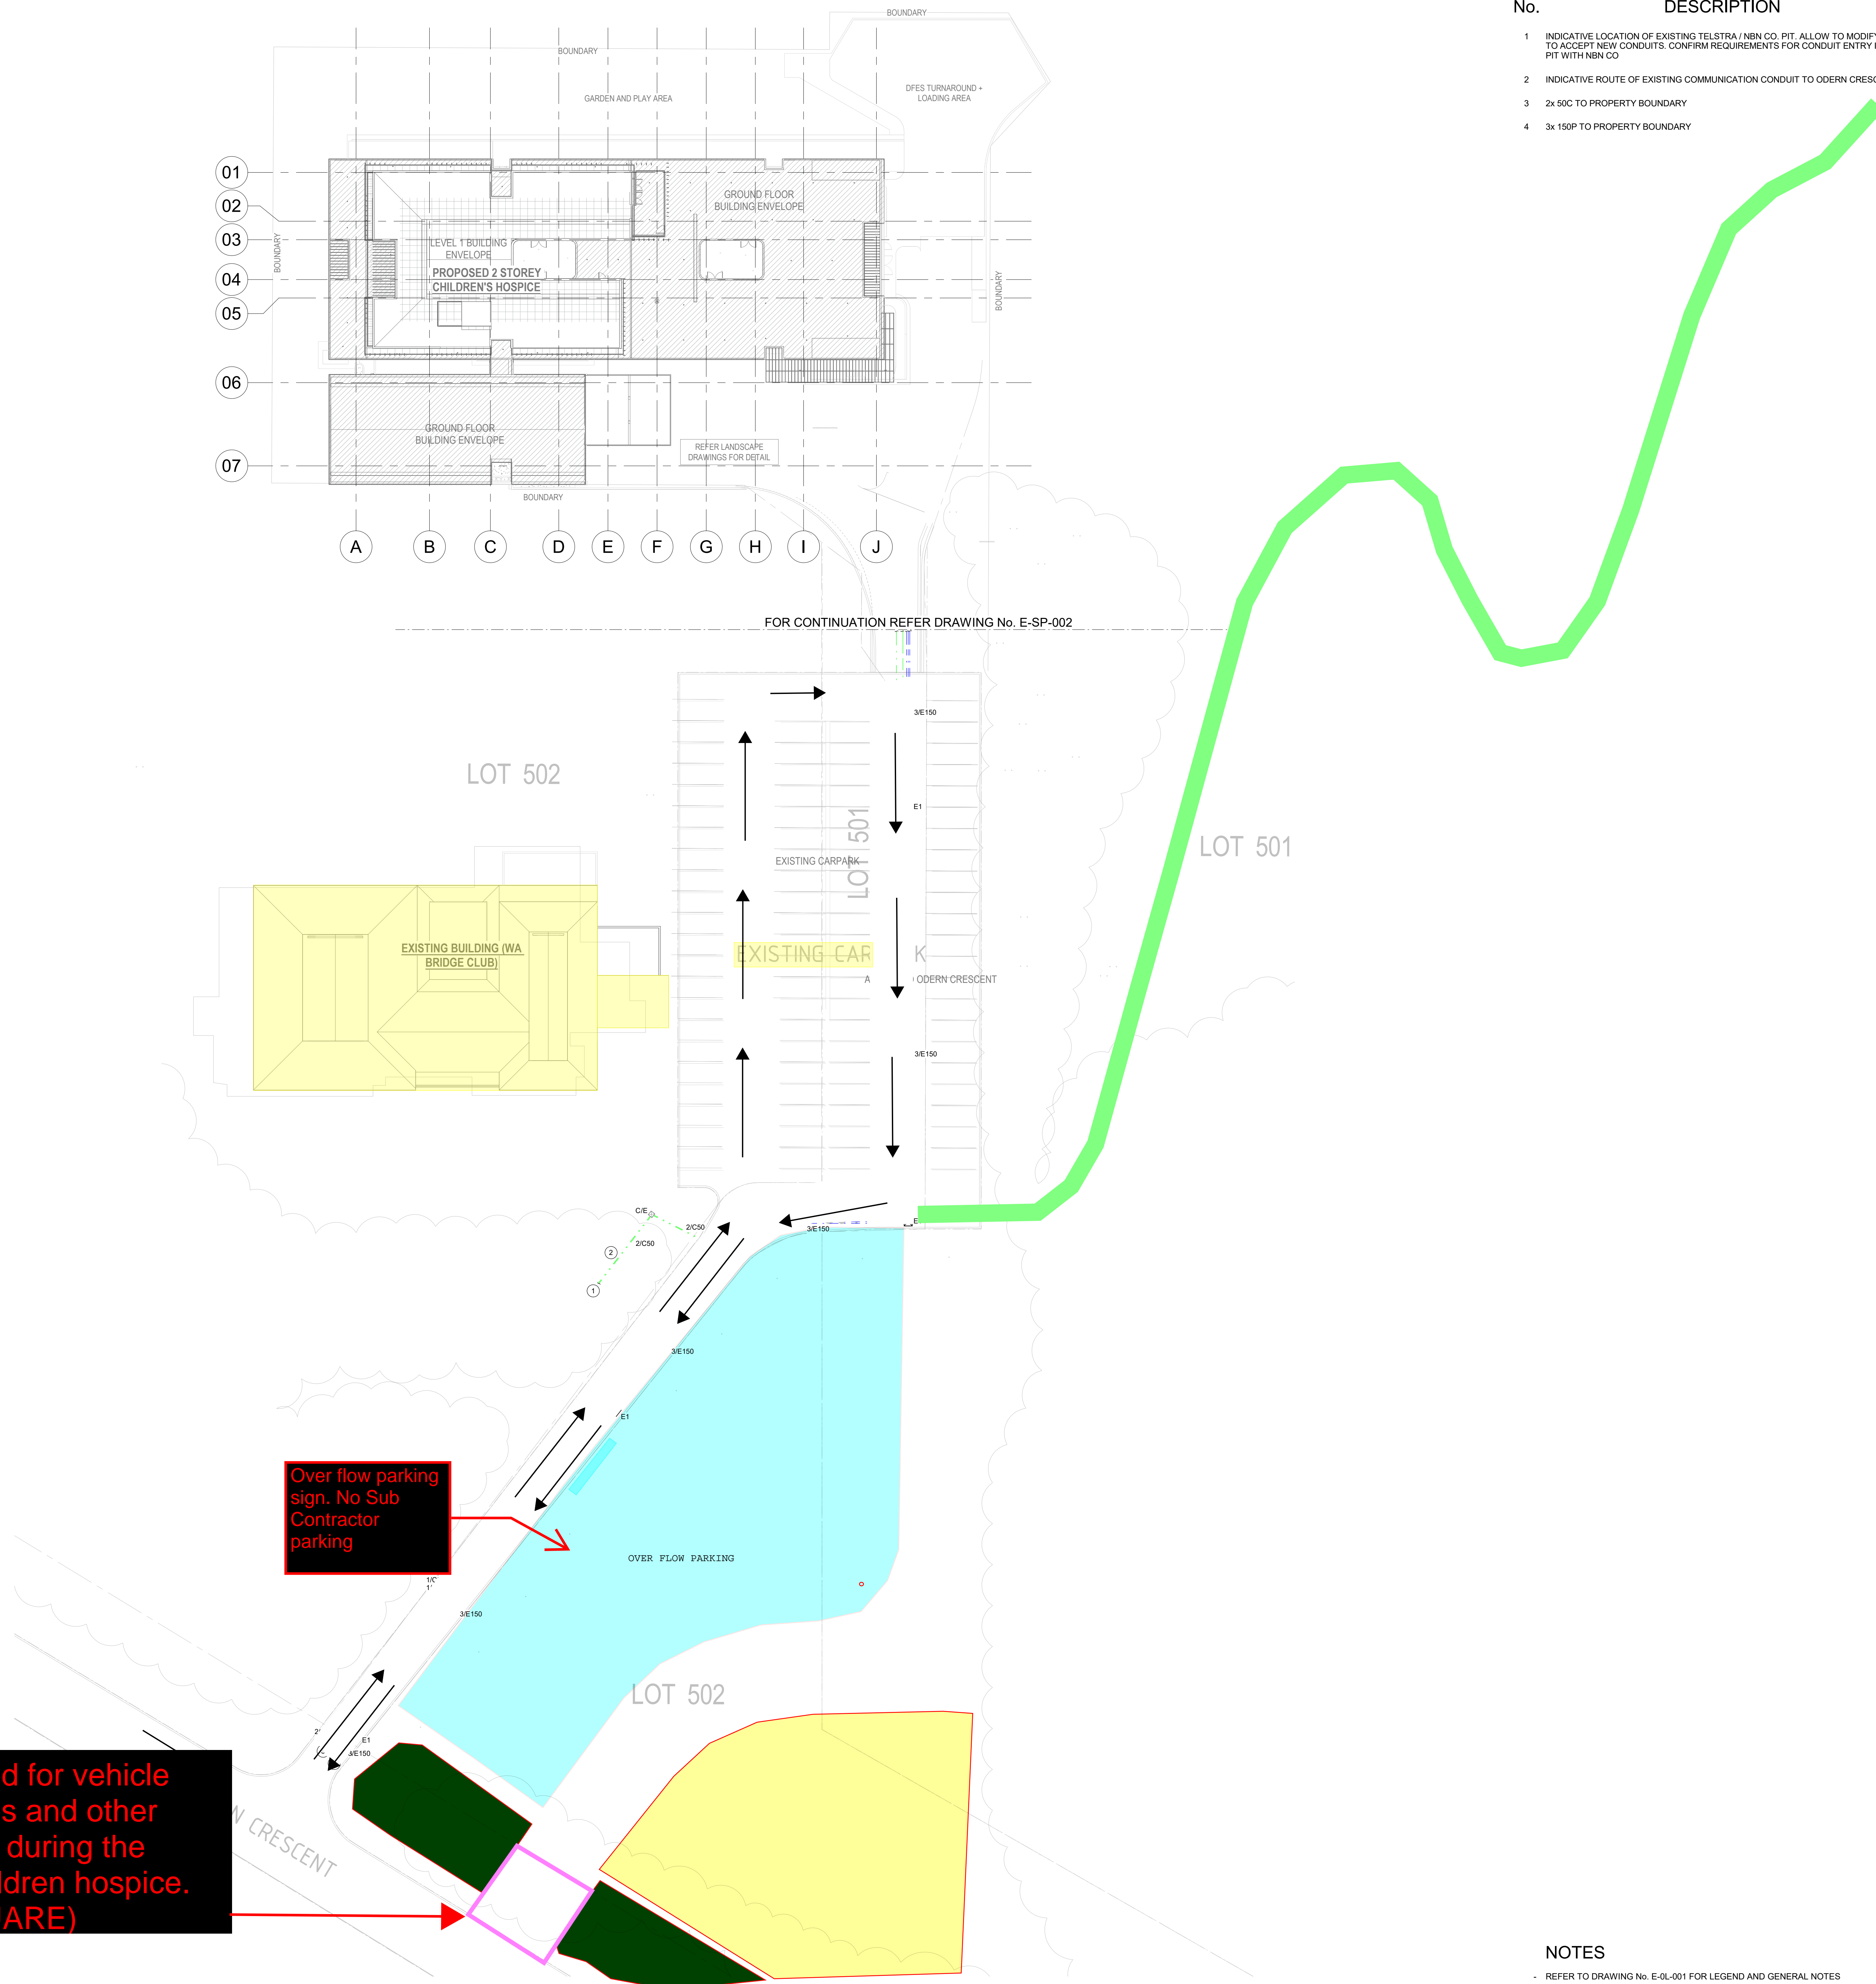 No.
DESCRIPTION
1 INDICATIVE LOCATION OF EXISTING TELSTRA / NBN CO. PIT. ALLOW TO MODIFY
TO ACCEPT NEW CONDUITS. CONFIRM REQUIREMENTS FOR CONDUIT ENTRY
PIT WITH NBN CO
2 INDICATIVE ROUTE OF EXISTING COMMUNICATION CONDUIT TO ODERN CRESC
3 2x 50C TO PROPERTY BOUNDARY
4 3x 150P TO PROPERTY BOUNDARY
BOUNDARY
BOUNDARY
GARDEN AND PLAY AREA
DFES TURNAROUND +
LOADING AREA
01
02
03
04
05
06
07
BOUNDARY
GROUND FLOOR
BUILDING ENVELOPE
LEVEL 1 BUILDING
ENVELOPE
PROPOSED 2 STOREY
CHILDREN'S HOSPICE
BOUNDARY
GROUND FLOOR
BUILDING ENVELOPE
REFER LANDSCAPE
DRAWINGS FOR DETAIL
BOUNDARY
A B C D E F G H I J
FOR CONTINUATION REFER DRAWING No. E-SP-002
3/E150
LOT 502
E1
LOT 501
EXISTING CARPARK
LOT 501
EXISTING BUILDING (WA
BRIDGE CLUB)
EXISTING CAR K
A ODERN CRESCENT
3/E150
C/E
2/C50
3/E150
E
2/C50
2
1
3/E150
E1
Over flow parking
sign. No Sub
Contractor
parking
OVER FLOW PARKING
3/E150
LOT 502
E1
3/E150
d for vehicle
s and other
during the
ldren hospice.
UARE)
N CRESCENT
NOTES
- REFER TO DRAWING No. E-0L-001 FOR LEGEND AND GENERAL NOTES